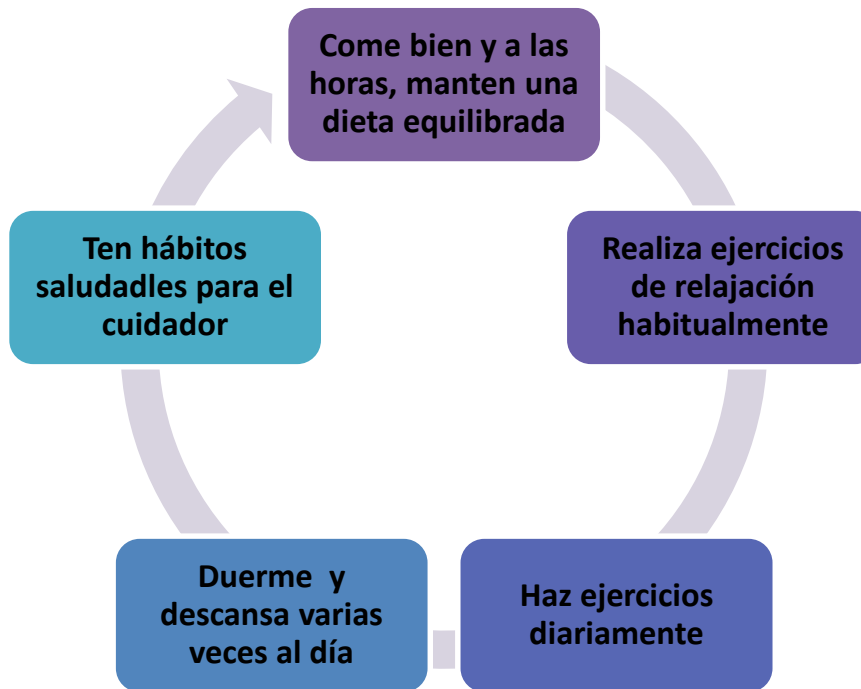 Come bien y a las
horas, manten una
dieta equilibrada
Realiza ejercicios
de relajación
habitualmente
Haz ejercicios
diariamente
Duerme  y
descansa varias
veces al día
Ten hábitos
saludadles para el
cuidador